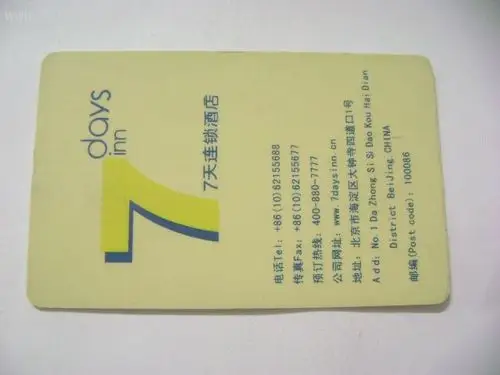 7
days
inn
7天连锁酒店
电话Tel: +86(10)62155688
传真Fax: +86(10)62155677
预订热线: 400-880-7777
公司网址: www.7daysinn.cn
地址: 北京市海淀区大钟寺四道口1号
Add: No.1 Da Zhong Si Si Dao Kou Hai Dian
District BeiJing CHINA
邮编(Post code): 100086